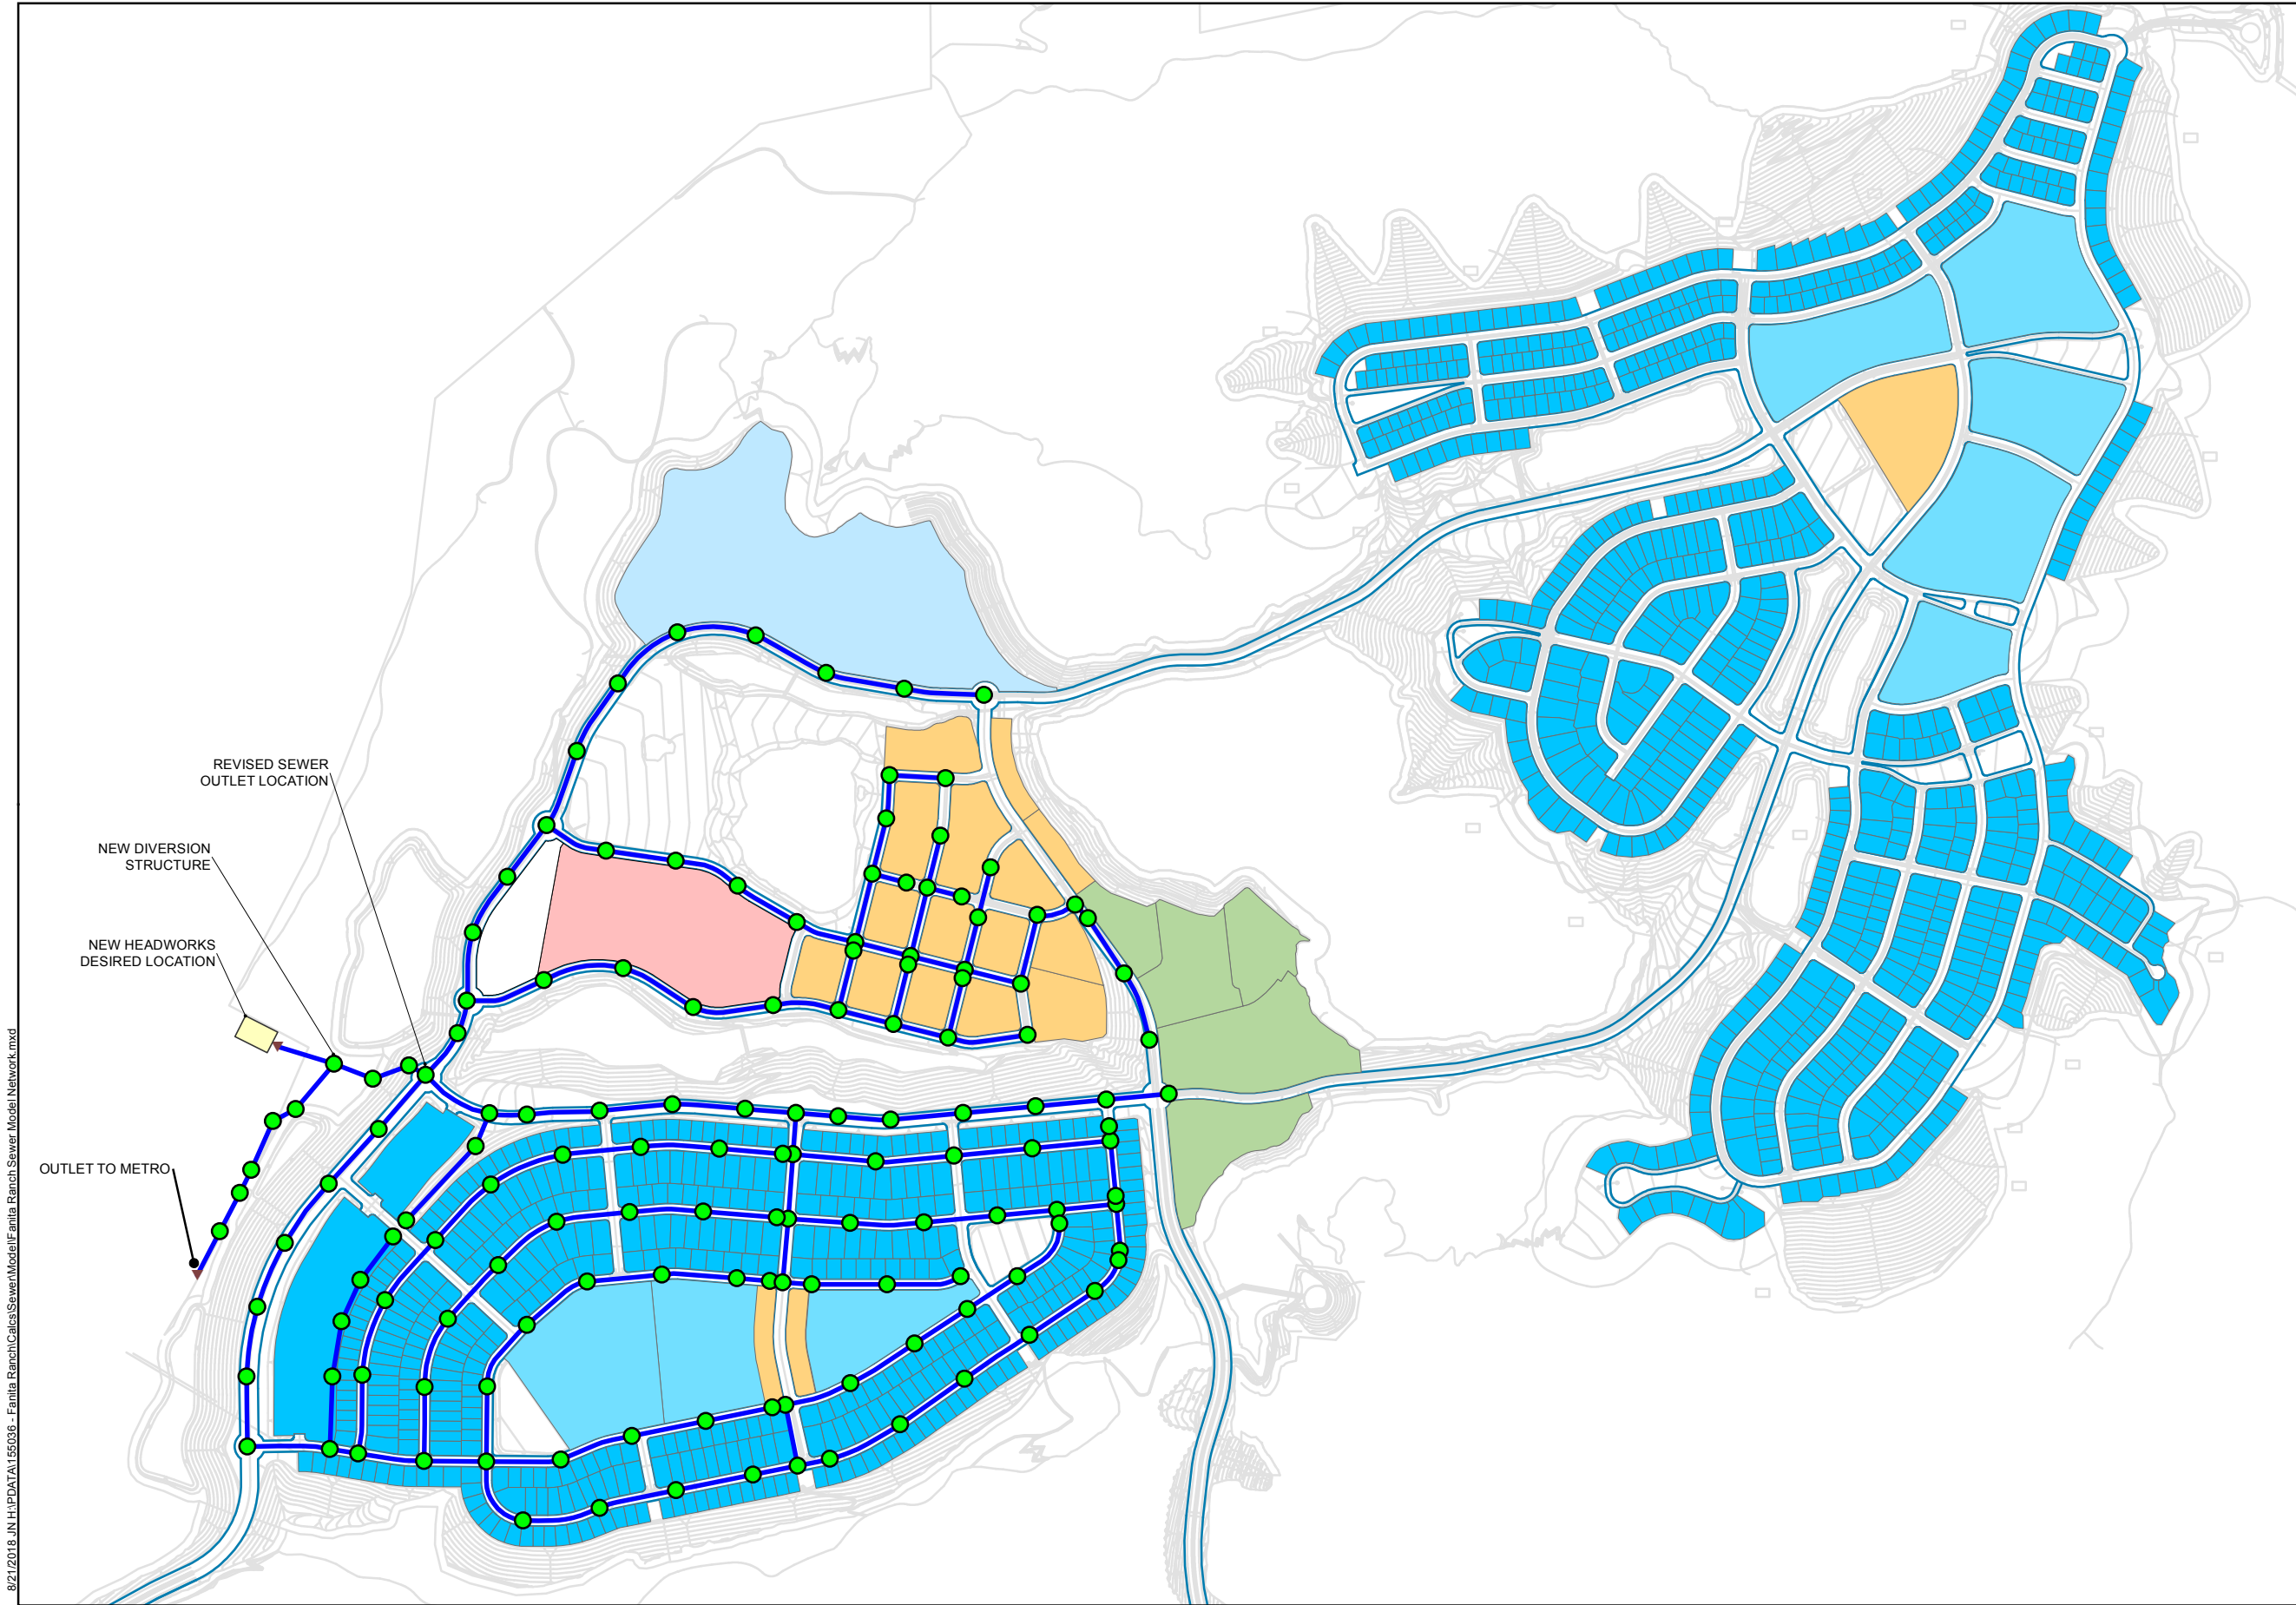 REVISED SEWER
OUTLET LOCATION
NEW DIVERSION
STRUCTURE
NEW HEADWORKS
DESIRED LOCATION
OUTLET TO METRO
8/21/2018 JN H:\PDATA\155036 - Fanita Ranch\Calcs\Sewer\Model\Fanita Ranch Sewer Model Network.mxd